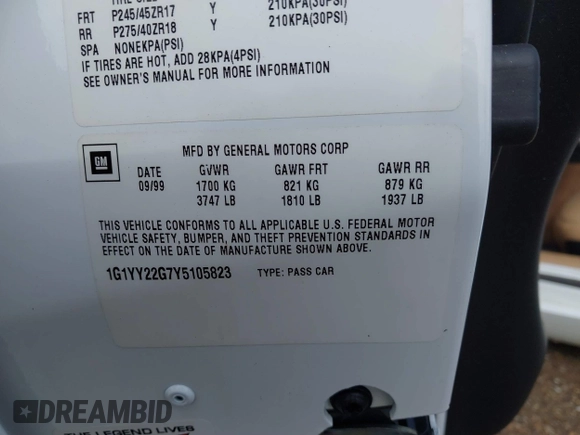 TIRE SIZE
FRT P245/45ZR17 Y 210KPA(30PSI)
RR P275/40ZR18 Y 210KPA(30PSI)
SPA NONEKPA(PSI)
IF TIRES ARE HOT, ADD 28KPA(4PSI)
SEE OWNER'S MANUAL FOR MORE INFORMATION
GM
MFD BY GENERAL MOTORS CORP
DATE GVWR GAWR FRT GAWR RR
09/99 1700 KG 821 KG 879 KG
3747 LB 1810 LB 1937 LB
THIS VEHICLE CONFORMS TO ALL APPLICABLE U.S. FEDERAL MOTOR
VEHICLE SAFETY, BUMPER, AND THEFT PREVENTION STANDARDS IN
EFFECT ON THE DATE OF MANUFACTURE SHOWN ABOVE.
1G1YY22G7Y5105823 TYPE: PASS CAR
DREAMBID
THE LEGEND LIVES